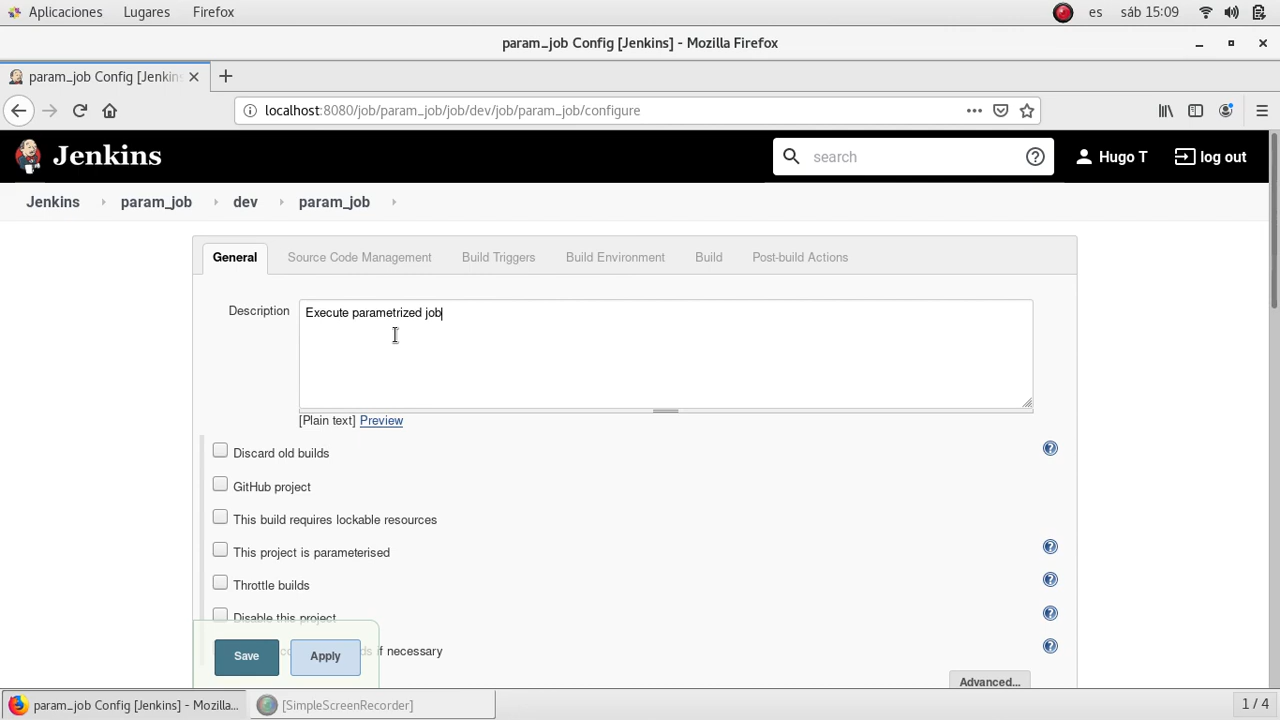 Aplicaciones Lugares Firefox es sáb 15:09
param_job Config [Jenkins] - Mozilla Firefox
param_job Config [Jenkins
localhost:8080/job/param_job/job/dev/job/param_job/configure
Jenkins search Hugo T log out
Jenkins param_job dev param_job
General Source Code Management Build Triggers Build Environment Build Post-build Actions
Description Execute parametrized job
[Plain text] Preview
Discard old builds
GitHub project
This build requires lockable resources
This project is parameterised
Throttle builds
Disable this project
if necessary
Save Apply
Advanced...
param_job Config [Jenkins] - Mozilla... [SimpleScreenRecorder] 1 / 4